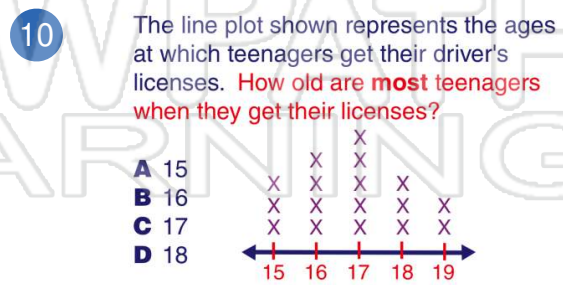 10
The line plot shown represents the ages
at which teenagers get their driver's
licenses. How old are most teenagers
when they get their licenses?
A 15
B 16
C 17
D 18
X
X X
X X X X
X X X X X
X X X X X
15 16 17 18 19